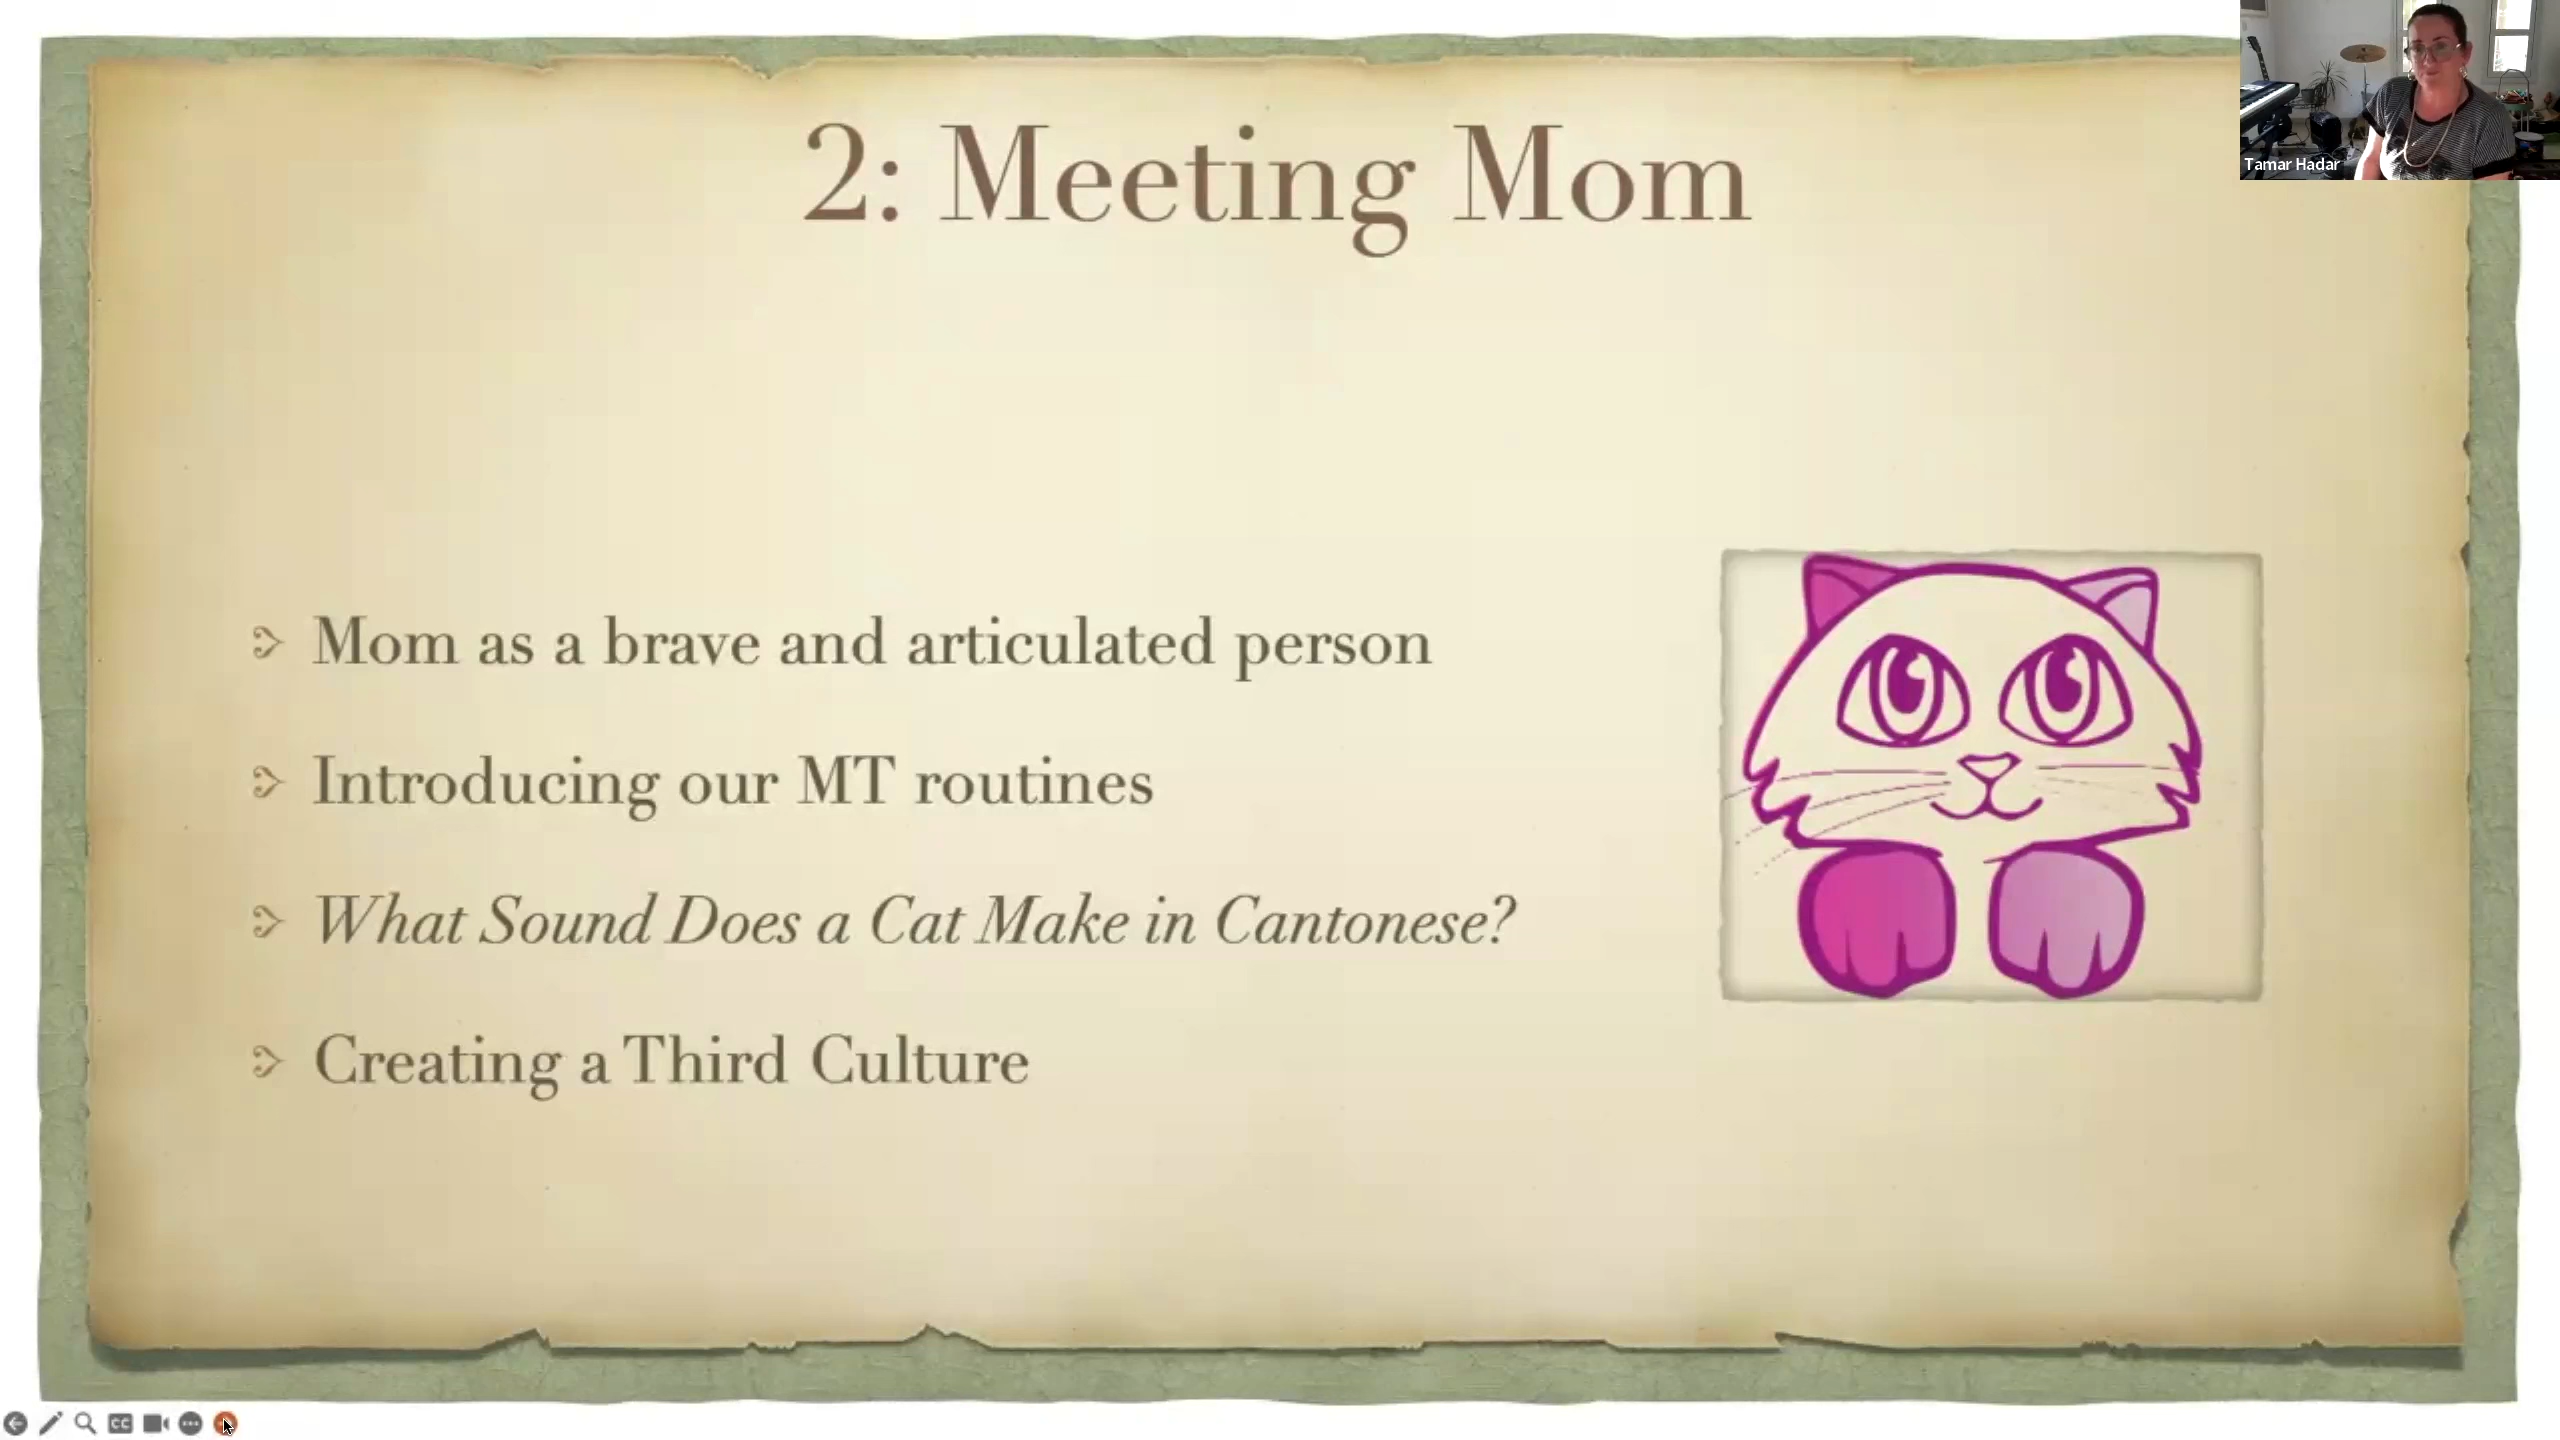 2: Meeting Mom
Tamar Hadar
Mom as a brave and articulated person
Introducing our MT routines
What Sound Does a Cat Make in Cantonese?
Creating a Third Culture
CC